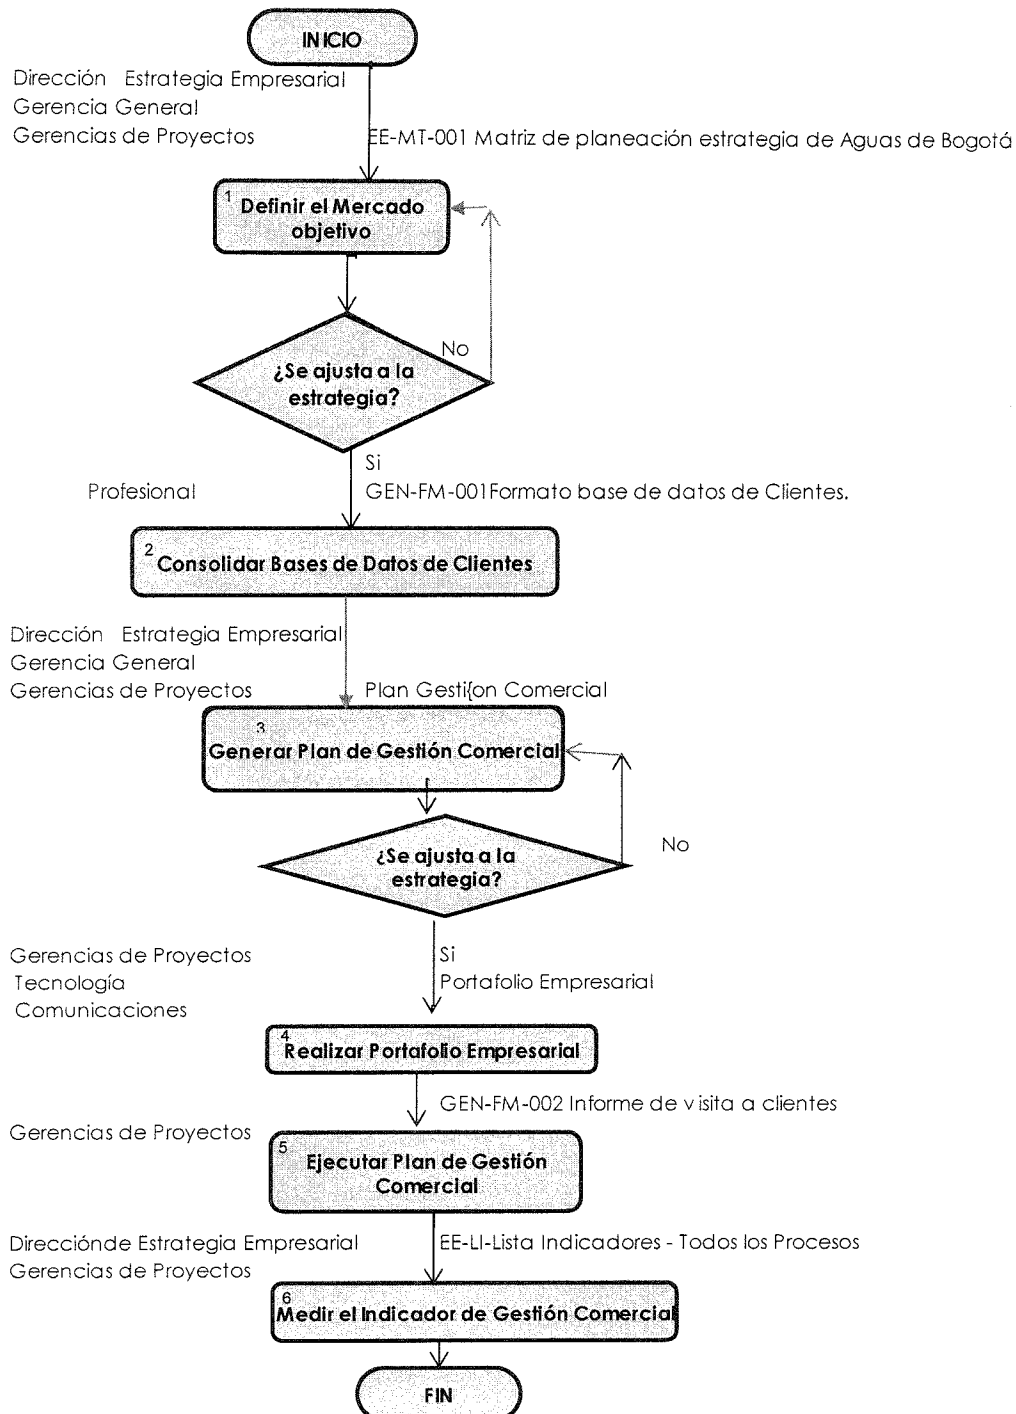 INICIO
Dirección Estrategia Empresarial
Gerencia General
Gerencias de Proyectos
EE-MT-001 Matriz de planeación estrategia de Aguas de Bogotá
1
Definir el Mercado
objetivo
No
¿Se ajusta a la
estrategia?
Si
Profesional
GEN-FM-001Formato base de datos de Clientes.
2
Consolidar Bases de Datos de Clientes
Dirección Estrategia Empresarial
Gerencia General
Gerencias de Proyectos
Plan Gesti{on Comercial
3
Generar Plan de Gestión Comercial
No
¿Se ajusta a la
estrategia?
Gerencias de Proyectos
Tecnología
Comunicaciones
Si
Portafolio Empresarial
4
Realizar Portafolio Empresarial
GEN-FM-002 Informe de visita a clientes
Gerencias de Proyectos
5
Ejecutar Plan de Gestión
Comercial
Direcciónde Estrategia Empresarial
Gerencias de Proyectos
EE-LI-Lista Indicadores - Todos los Procesos
6
Medir el Indicador de Gestión Comercial
FIN